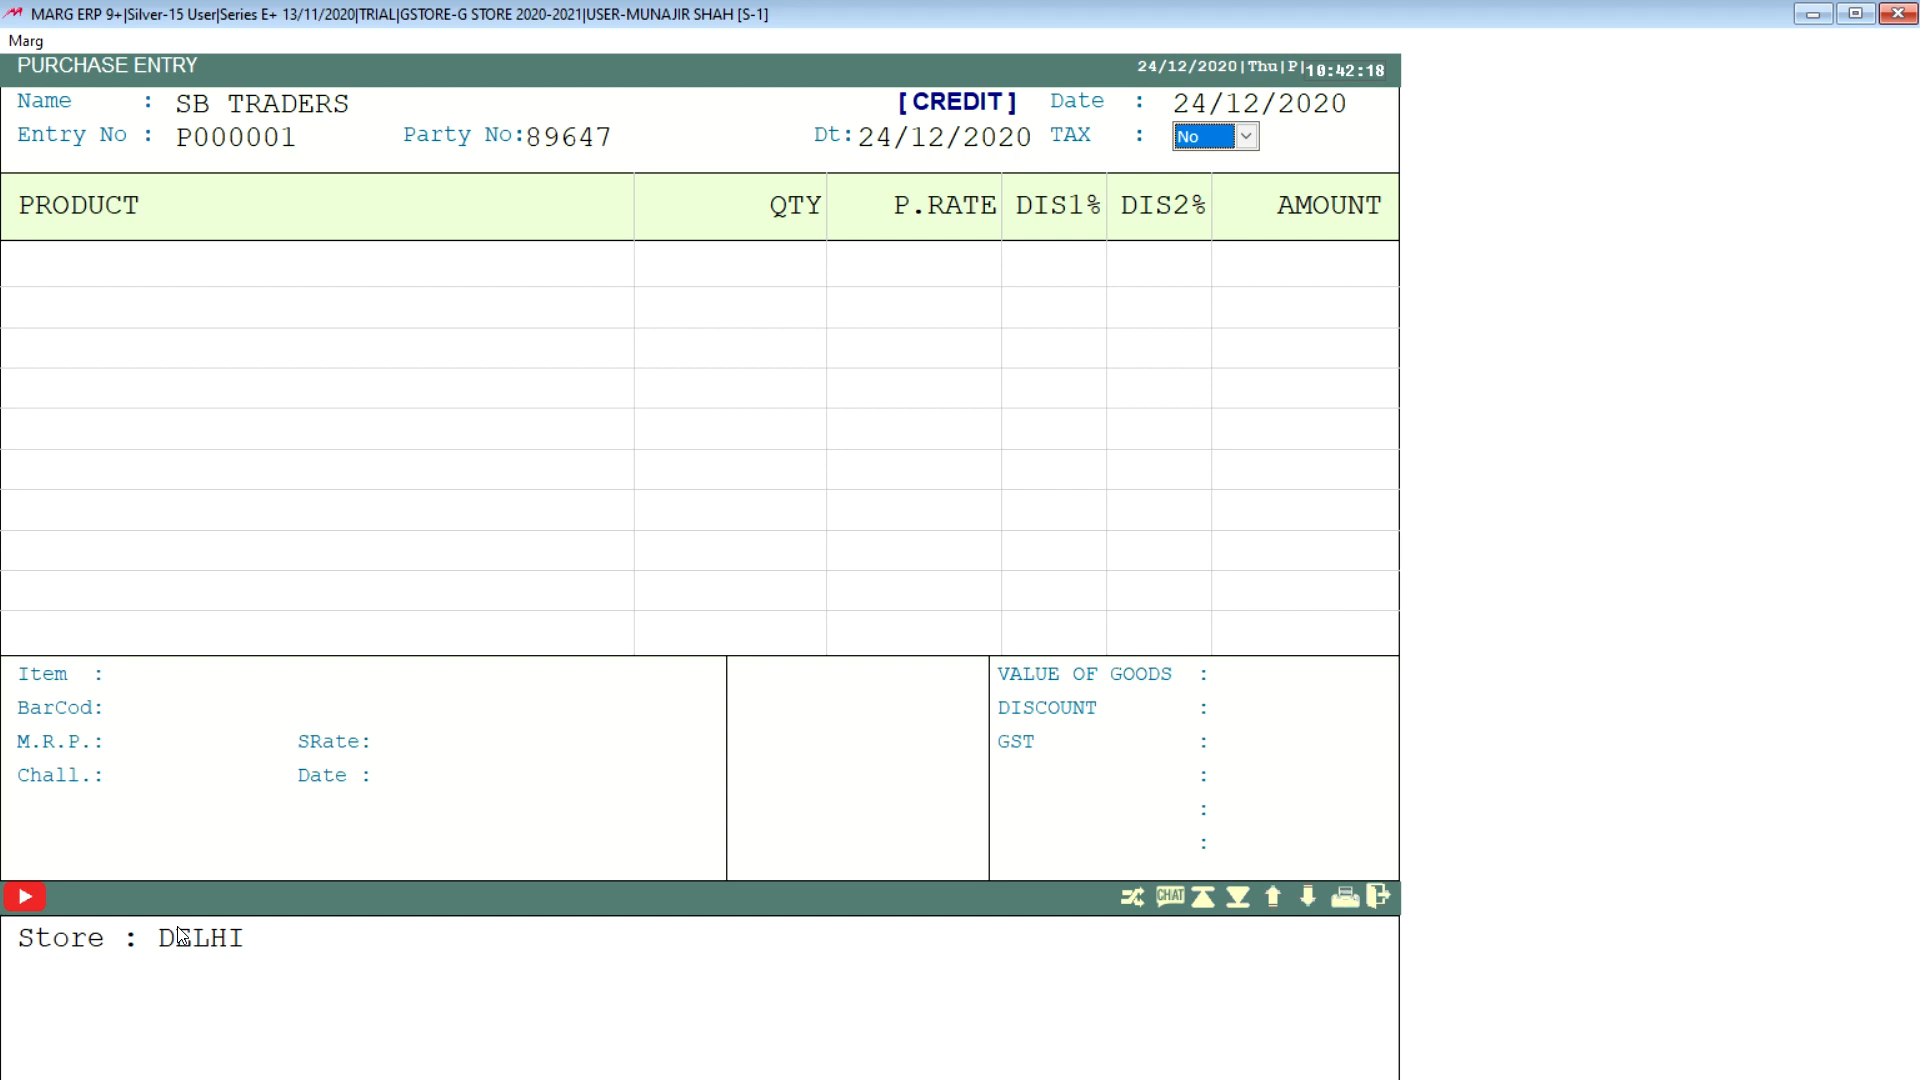 MARG ERP 9+|Silver-15 User|Series E+ 13/11/2020|TRIAL|GSTORE-G STORE 2020-2021|USER-MUNAJIR SHAH [S-1]
Marg
PURCHASE ENTRY 24/12/2020|Thu|P|10:42:18
Name : SB TRADERS [ CREDIT ] Date : 24/12/2020
Entry No : P000001 Party No:89647 Dt:24/12/2020 TAX : No
PRODUCT QTY P.RATE DIS1% DIS2% AMOUNT
Item : VALUE OF GOODS :
BarCod: DISCOUNT :
M.R.P.: SRate: GST :
Chall.: Date : :
:
:
CHAT
Store : DELHI